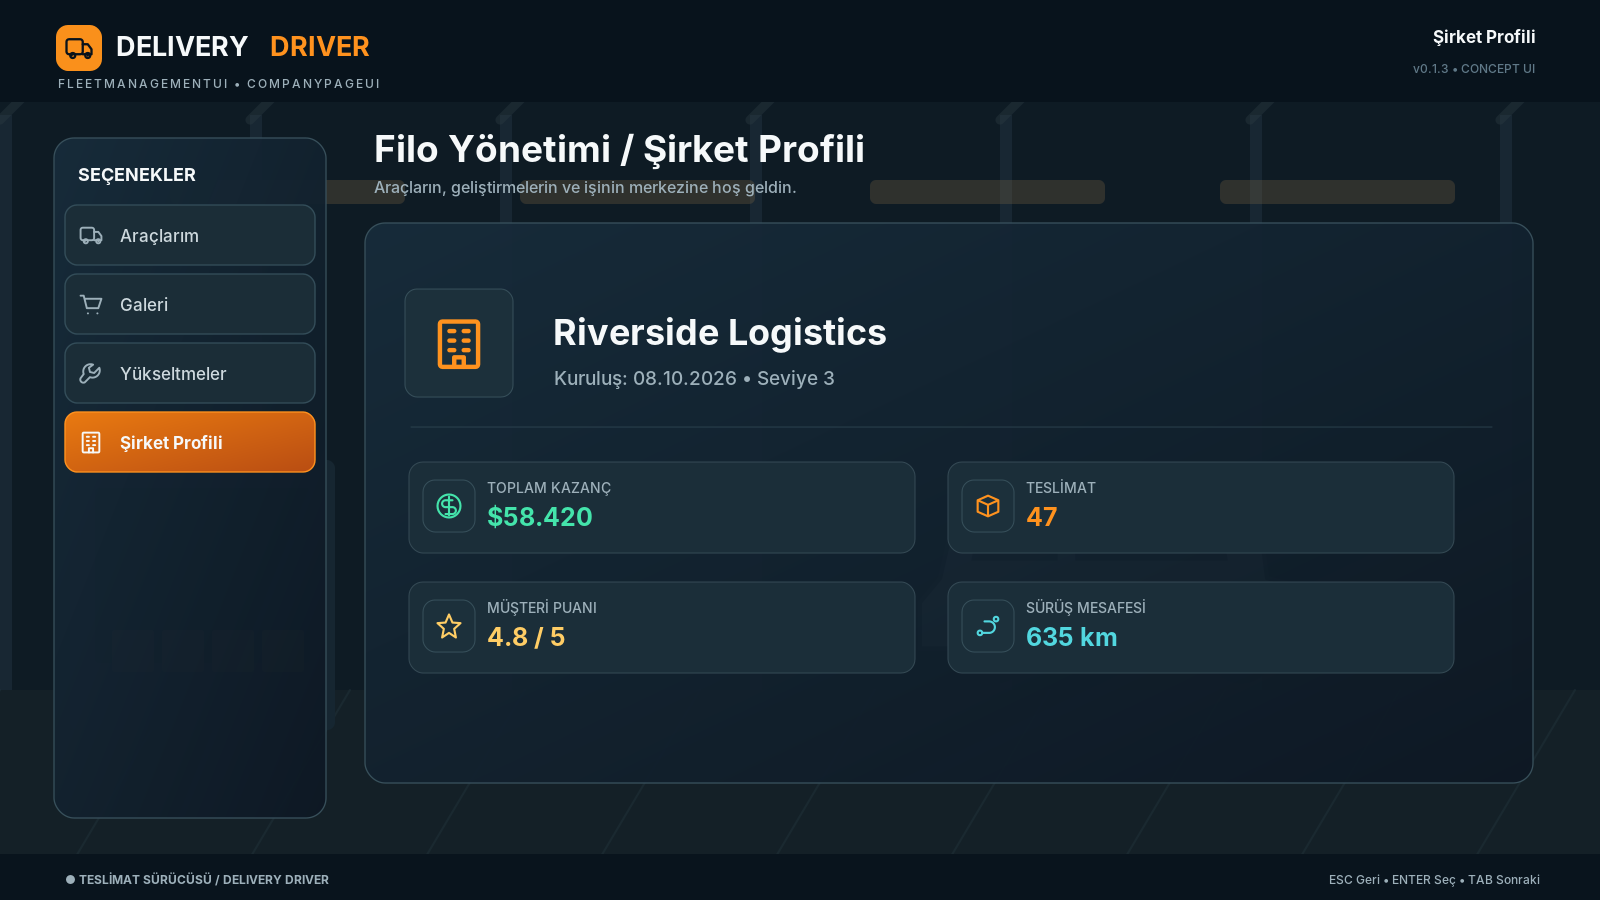 DELIVERY DRIVER
FLEETMANAGEMENTUI • COMPANYPAGEUI
Şirket Profili
v0.1.3 • CONCEPT UI
SEÇENEKLER
Araçlarım
Galeri
Yükseltmeler
Şirket Profili
Filo Yönetimi / Şirket Profili
Araçların, geliştirmelerin ve işinin merkezine hoş geldin.
Riverside Logistics
Kuruluş: 08.10.2026 • Seviye 3
TOPLAM KAZANÇ
$58.420
TESLİMAT
47
MÜŞTERİ PUANI
4.8 / 5
SÜRÜŞ MESAFESİ
635 km
TESLİMAT SÜRÜCÜSÜ / DELIVERY DRIVER
ESC Geri • ENTER Seç • TAB Sonraki